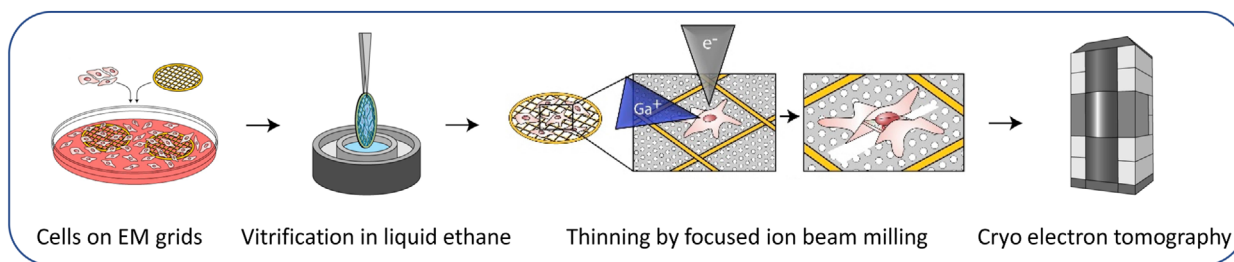 e⁻
Ga⁺
Cells on EM grids
Vitrification in liquid ethane
Thinning by focused ion beam milling
Cryo electron tomography